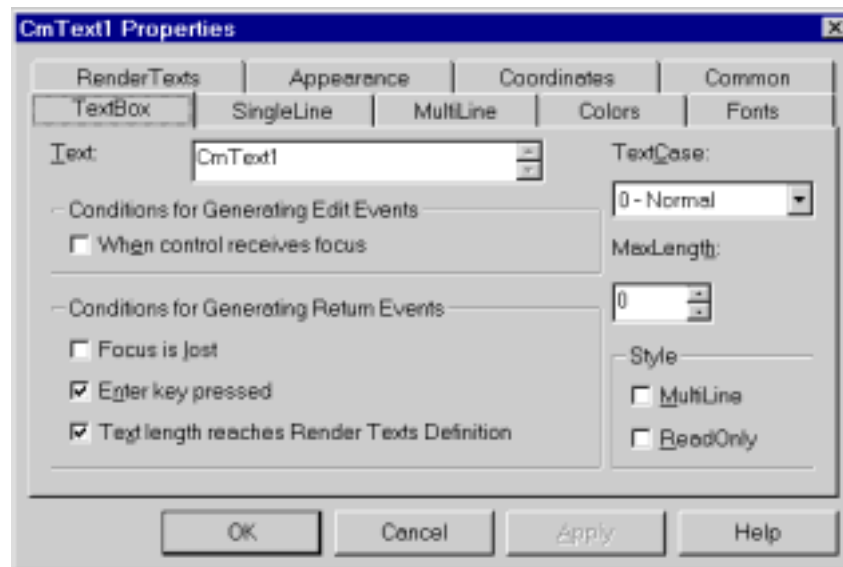 CmText1 Properties
RenderTexts Appearance Coordinates Common
TextBox SingleLine MultiLine Colors Fonts
Text: CmText1
TextCase:
0 - Normal
Conditions for Generating Edit Events
When control receives focus
MaxLength:
0
Conditions for Generating Return Events
Focus is lost
Enter key pressed
Text length reaches Render Texts Definition
Style
MultiLine
ReadOnly
OK Cancel Apply Help